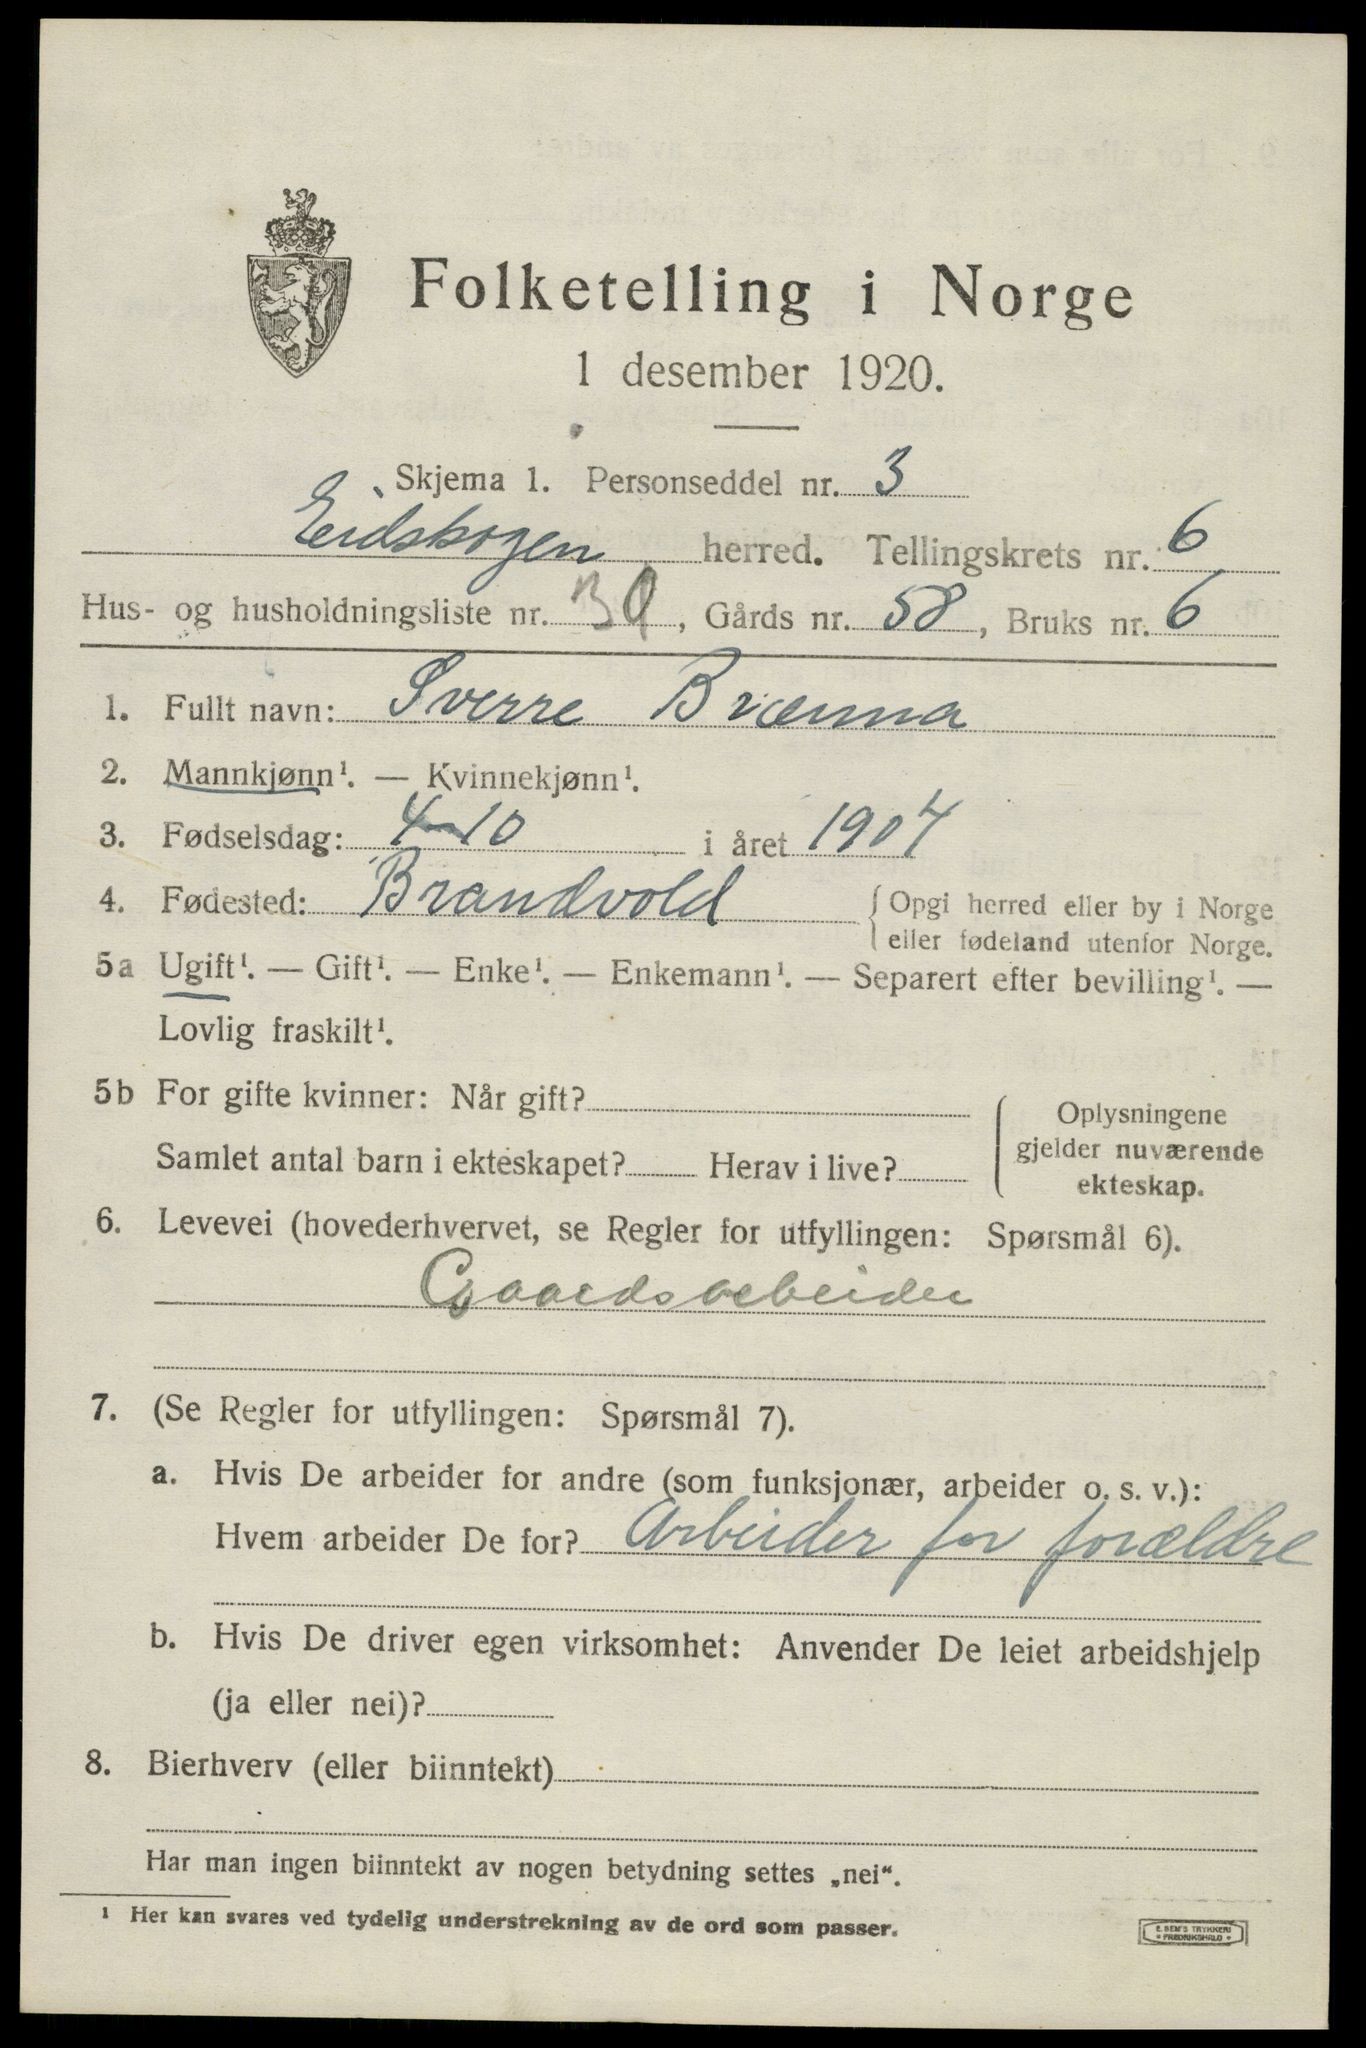 Folketelling i Norge
1 desember 1920.
Skjema 1. Personseddel nr. 3
Eidskogen herred. Tellingskrets nr. 6
Hus- og husholdningsliste nr. , Gårds nr. 58, Bruks nr. 6
1. Fullt navn: Sverre Brænna
2. Mannkjønn¹. — Kvinnekjønn¹.
3. Fødselsdag: 4-10 i året 1904
4. Fødested: Brandvold { Opgi herred eller by i Norge
eller fødeland utenfor Norge.
5a Ugift¹. — Gift¹. — Enke¹. — Enkemann¹. — Separert efter bevilling¹. —
Lovlig fraskilt¹.
5b For gifte kvinner: Når gift?
Samlet antal barn i ekteskapet? Herav i live?
Oplysningene
gjelder nuværende
ekteskap.
6. Levevei (hovederhvervet, se Regler for utfyllingen: Spørsmål 6).
Gaardsarbeider
7. (Se Regler for utfyllingen: Spørsmål 7).
a. Hvis De arbeider for andre (som funksjonær, arbeider o. s. v.):
Hvem arbeider De for? Arbeider for forældre
b. Hvis De driver egen virksomhet: Anvender De leiet arbeidshjelp
(ja eller nei)?
8. Bierhverv (eller biinntekt)
Har man ingen biinntekt av nogen betydning settes „nei“.
¹ Her kan svares ved tydelig understrekning av de ord som passer.
E. SEM'S TRYKKERI
• FREDRIKSHALD •